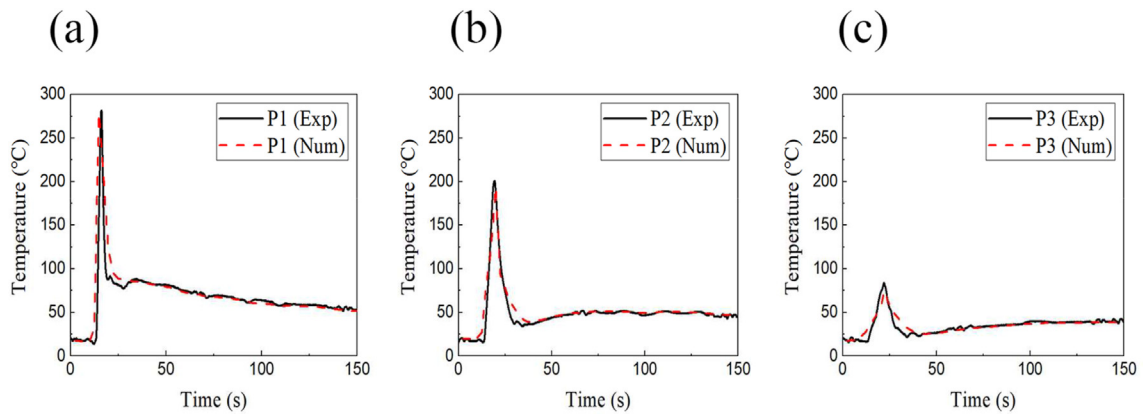 (a)
300
250
200
150
100
50
0
0 50 100 150
Temperature (°C)
Time (s)
P1 (Exp)
P1 (Num)
(b)
300
250
200
150
100
50
0
0 50 100 150
Temperature (°C)
Time (s)
P2 (Exp)
P2 (Num)
(c)
300
250
200
150
100
50
0
0 50 100 150
Temperature (°C)
Time (s)
P3 (Exp)
P3 (Num)